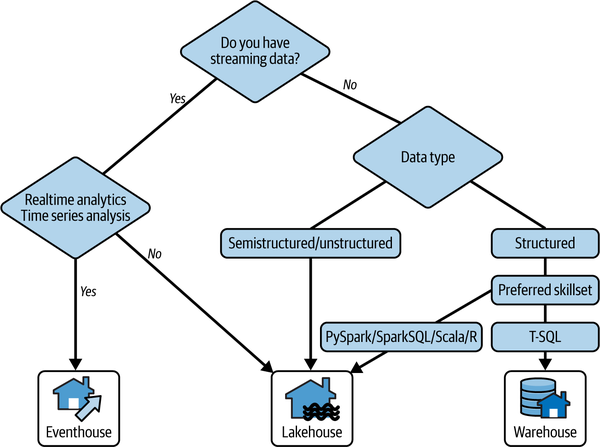 Do you have
streaming data?
Yes
No
Data type
Realtime analytics
Time series analysis
Semistructured/unstructured
Structured
No
Yes
Preferred skillset
PySpark/SparkSQL/Scala/R
T-SQL
Eventhouse
Lakehouse
Warehouse